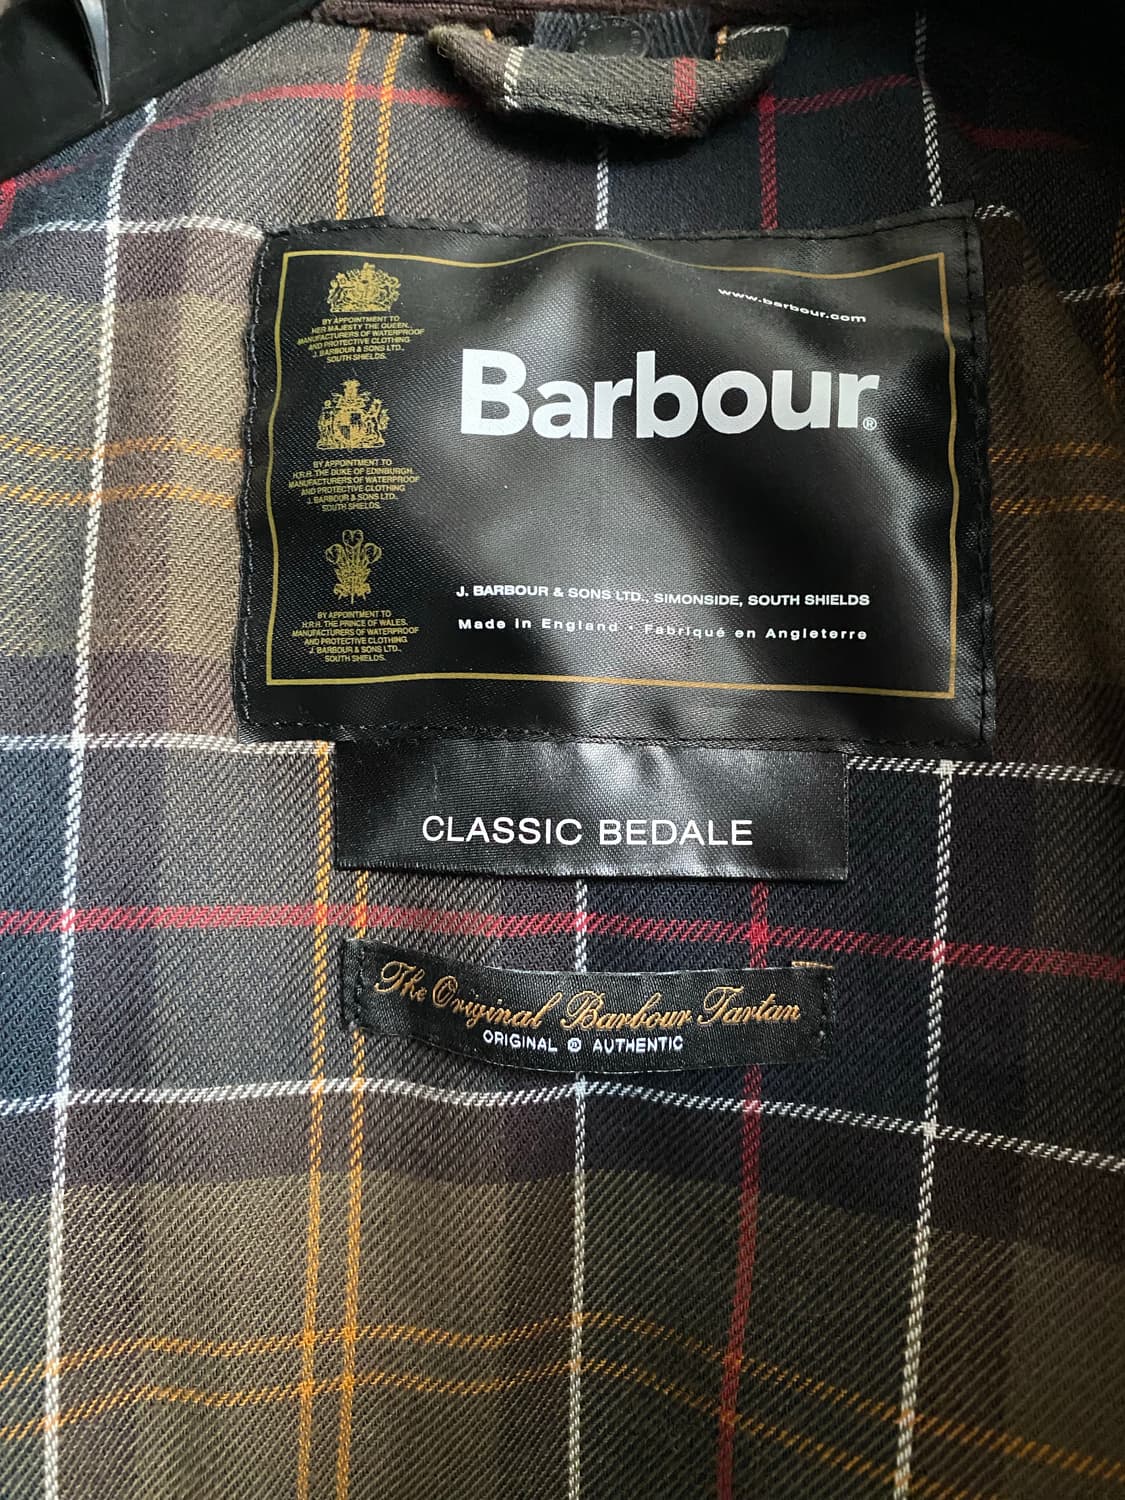 www.barbour.com
Barbour®
BY APPOINTMENT TO
HER MAJESTY THE QUEEN,
MANUFACTURERS OF WATERPROOF
AND PROTECTIVE CLOTHING
J. BARBOUR & SONS LTD.,
SOUTH SHIELDS.
BY APPOINTMENT TO
H.R.H. THE DUKE OF EDINBURGH,
MANUFACTURERS OF WATERPROOF
AND PROTECTIVE CLOTHING
J. BARBOUR & SONS LTD.
SOUTH SHIELDS.
BY APPOINTMENT TO
H.R.H. THE PRINCE OF WALES,
MANUFACTURERS OF WATERPROOF
AND PROTECTIVE CLOTHING
J. BARBOUR & SONS LTD.,
SOUTH SHIELDS.
J. BARBOUR & SONS LTD., SIMONSIDE, SOUTH SHIELDS
Made in England · Fabriqué en Angleterre
CLASSIC BEDALE
The Original Barbour Tartan
ORIGINAL AUTHENTIC